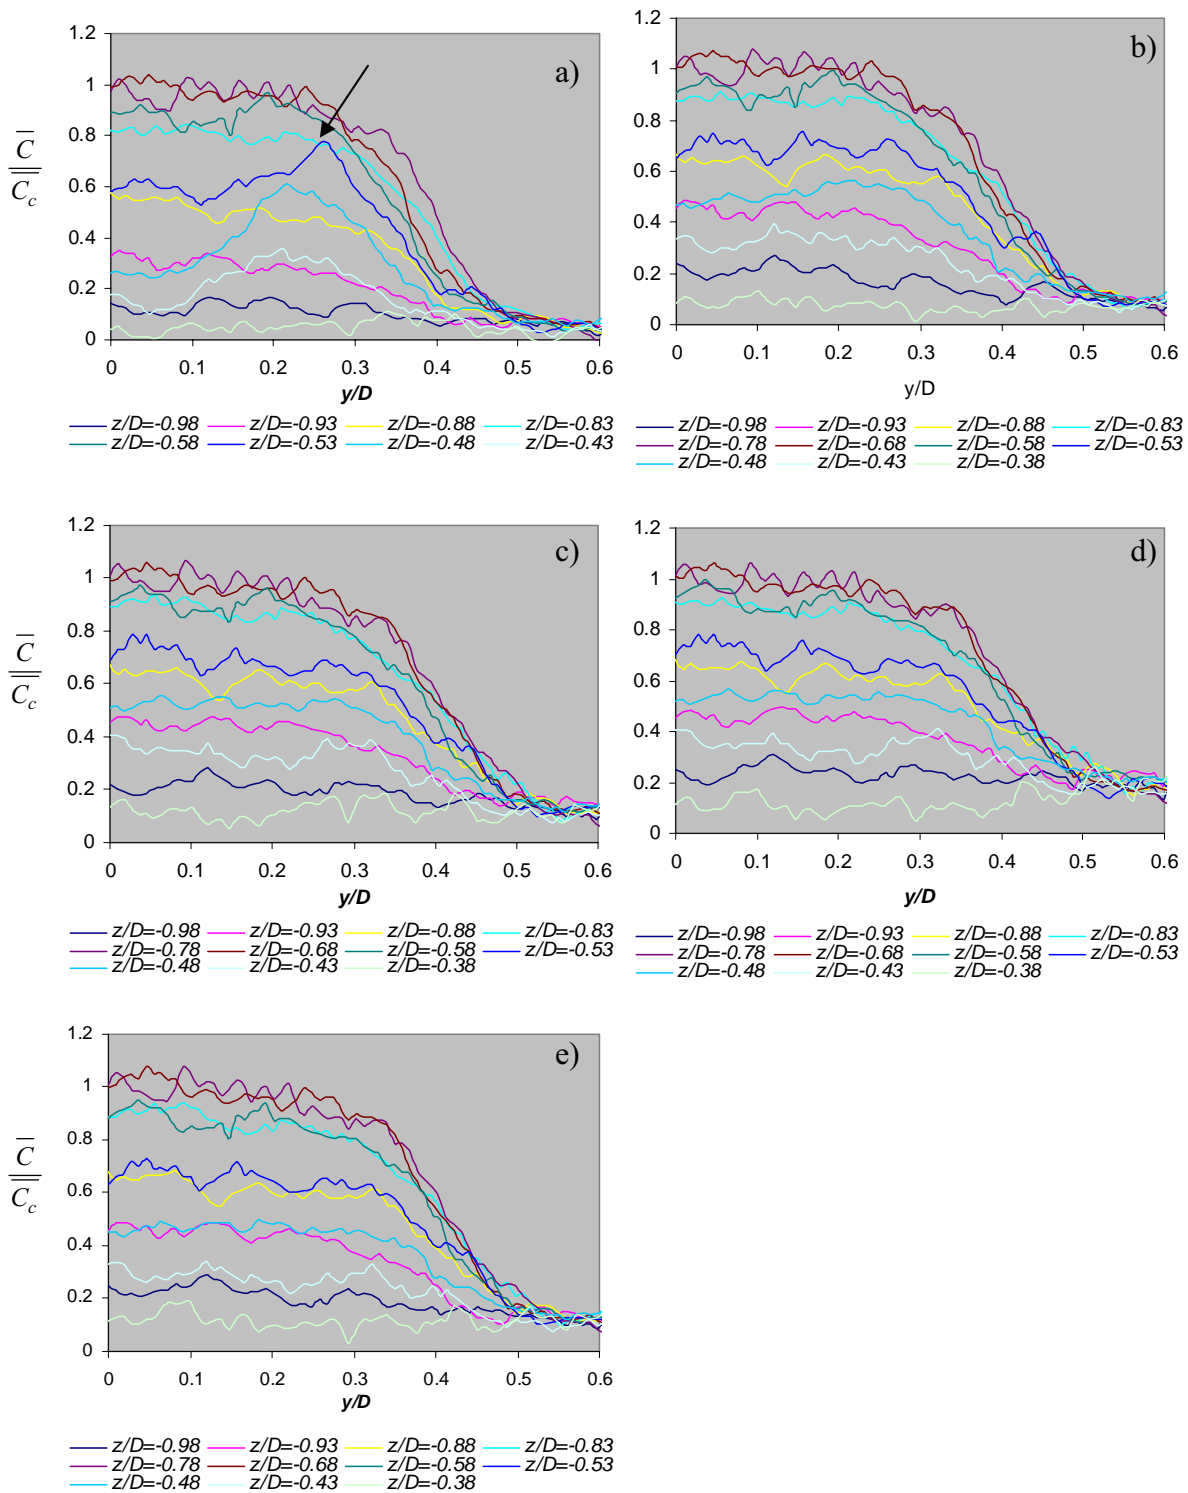 a)
1.2
1
0.8
0.6
0.4
0.2
0
C
C_c
0 0.1 0.2 0.3 0.4 0.5 0.6
y/D
z/D=-0.98 z/D=-0.93 z/D=-0.88 z/D=-0.83
z/D=-0.58 z/D=-0.53 z/D=-0.48 z/D=-0.43
b)
1.2
1
0.8
0.6
0.4
0.2
0
0 0.1 0.2 0.3 0.4 0.5 0.6
y/D
z/D=-0.98 z/D=-0.93 z/D=-0.88 z/D=-0.83
z/D=-0.78 z/D=-0.68 z/D=-0.58 z/D=-0.53
z/D=-0.48 z/D=-0.43 z/D=-0.38
c)
1.2
1
0.8
0.6
0.4
0.2
0
C
C_c
0 0.1 0.2 0.3 0.4 0.5 0.6
y/D
z/D=-0.98 z/D=-0.93 z/D=-0.88 z/D=-0.83
z/D=-0.78 z/D=-0.68 z/D=-0.58 z/D=-0.53
z/D=-0.48 z/D=-0.43 z/D=-0.38
d)
1.2
1
0.8
0.6
0.4
0.2
0
0 0.1 0.2 0.3 0.4 0.5 0.6
y/D
z/D=-0.98 z/D=-0.93 z/D=-0.88 z/D=-0.83
z/D=-0.78 z/D=-0.68 z/D=-0.58 z/D=-0.53
z/D=-0.48 z/D=-0.43 z/D=-0.38
e)
1.2
1
0.8
0.6
0.4
0.2
0
C
C_c
0 0.1 0.2 0.3 0.4 0.5 0.6
y/D
z/D=-0.98 z/D=-0.93 z/D=-0.88 z/D=-0.83
z/D=-0.78 z/D=-0.68 z/D=-0.58 z/D=-0.53
z/D=-0.48 z/D=-0.43 z/D=-0.38